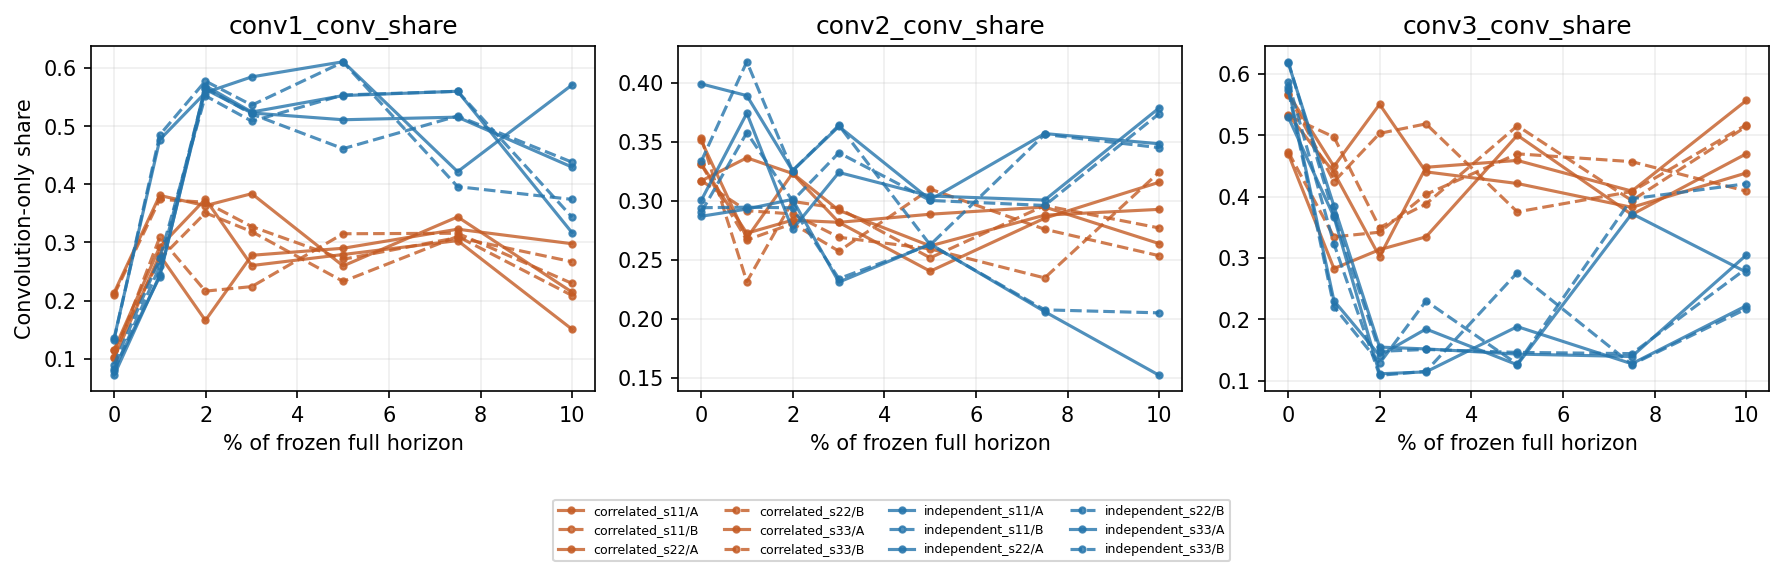 conv1_conv_share
conv2_conv_share
conv3_conv_share
Convolution-only share
0.6
0.5
0.4
0.3
0.2
0.1
0 2 4 6 8 10
% of frozen full horizon
0.40
0.35
0.30
0.25
0.20
0.15
0 2 4 6 8 10
% of frozen full horizon
0.6
0.5
0.4
0.3
0.2
0.1
0 2 4 6 8 10
% of frozen full horizon
correlated_s11/A
correlated_s11/B
correlated_s22/A
correlated_s22/B
correlated_s33/A
correlated_s33/B
independent_s11/A
independent_s11/B
independent_s22/A
independent_s22/B
independent_s33/A
independent_s33/B